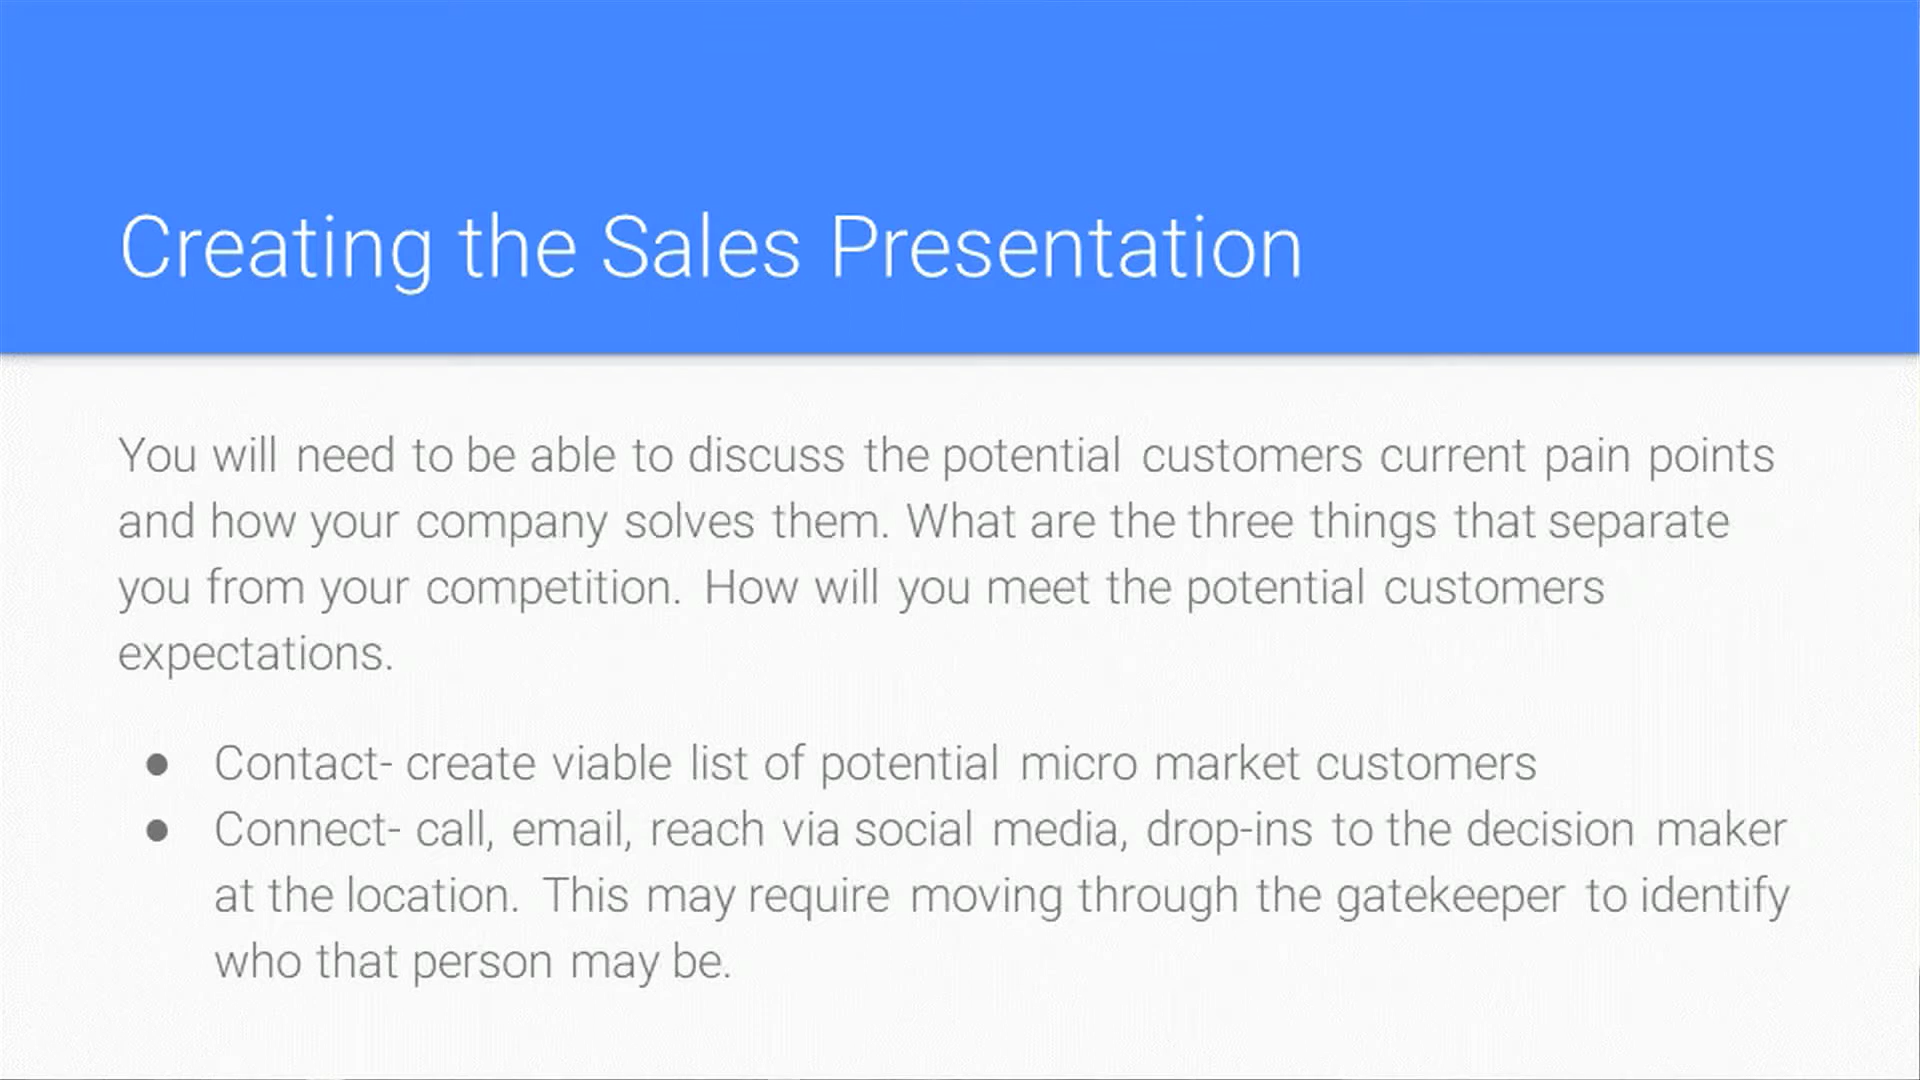 Creating the Sales Presentation
You will need to be able to discuss the potential customers current pain points
and how your company solves them. What are the three things that separate
you from your competition. How will you meet the potential customers
expectations.
● Contact- create viable list of potential micro market customers
● Connect- call, email, reach via social media, drop-ins to the decision maker
at the location. This may require moving through the gatekeeper to identify
who that person may be.